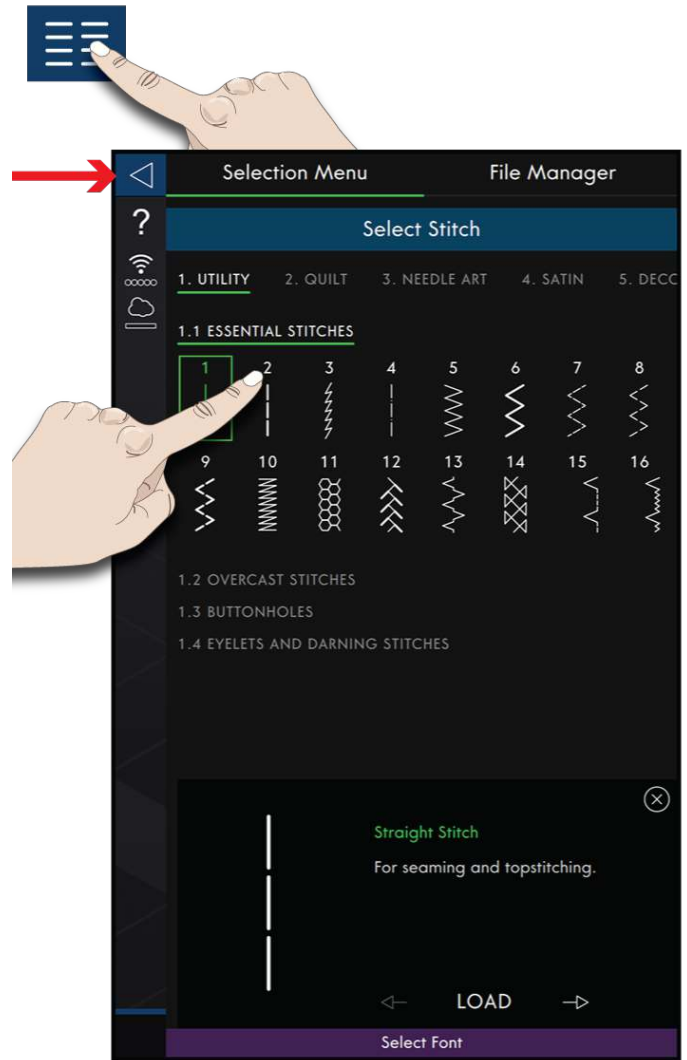 Selection Menu File Manager
?
Select Stitch
1. UTILITY 2. QUILT 3. NEEDLE ART 4. SATIN 5. DECC
1.1 ESSENTIAL STITCHES
1 2 3 4 5 6 7 8
9 10 11 12 13 14 15 16
1.2 OVERCAST STITCHES
1.3 BUTTONHOLES
1.4 EYELETS AND DARNING STITCHES
Straight Stitch
For seaming and topstitching.
LOAD
Select Font